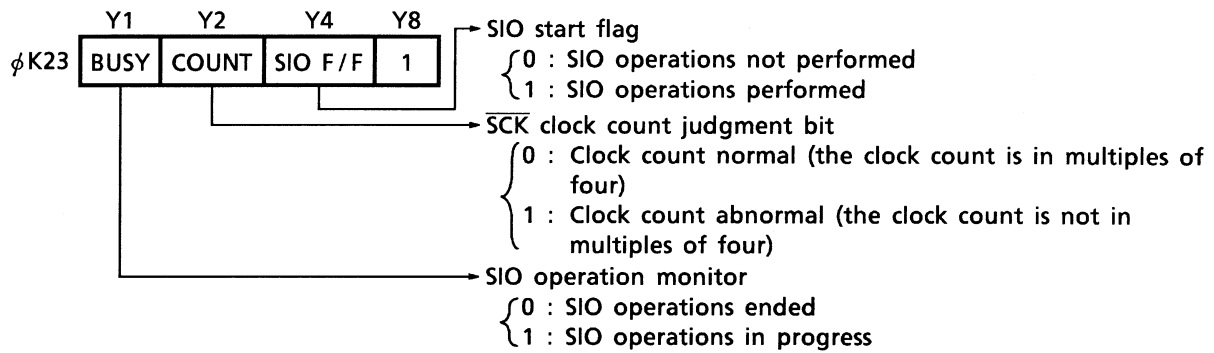 Y1 Y2 Y4 Y8
ϕK23 BUSY COUNT SIO F/F 1
SIO start flag
0 : SIO operations not performed
1 : SIO operations performed
S̅C̅K̅ clock count judgment bit
0 : Clock count normal (the clock count is in multiples of
four)
1 : Clock count abnormal (the clock count is not in
multiples of four)
SIO operation monitor
0 : SIO operations ended
1 : SIO operations in progress